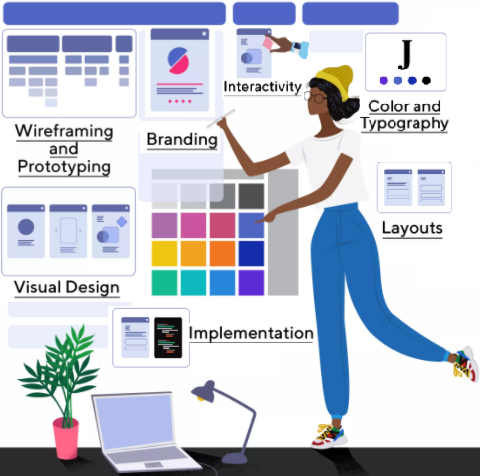 J
Interactivity
Color and
Typography
Wireframing
and
Prototyping
Branding
Layouts
Visual Design
Implementation